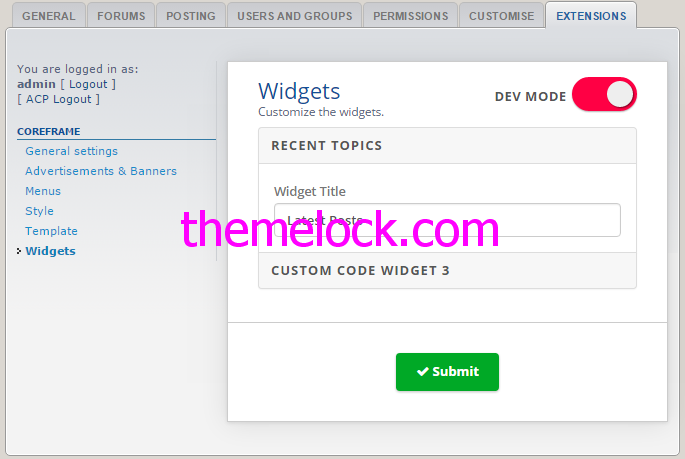 GENERAL
FORUMS
POSTING
USERS AND GROUPS
PERMISSIONS
CUSTOMISE
EXTENSIONS
You are logged in as:
admin [ Logout ]
[ ACP Logout ]
COREFRAME
General settings
Advertisements & Banners
Menus
Style
Template
Widgets
Widgets
Customize the widgets.
DEV MODE
RECENT TOPICS
Widget Title
Latest Posts
themelock.com
CUSTOM CODE WIDGET 3
Submit